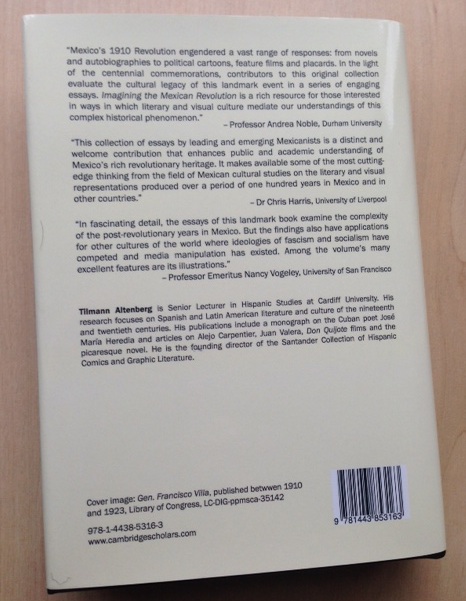 "Mexico's 1910 Revolution engendered a vast range of responses: from novels
and autobiographies to political cartoons, feature films and placards. In the light
of the centennial commemorations, contributors to this original collection
evaluate the cultural legacy of this landmark event in a series of engaging
essays. Imagining the Mexican Revolution is a rich resource for those interested
in ways in which literary and visual culture mediate our understandings of this
complex historical phenomenon."
– Professor Andrea Noble, Durham University
"This collection of essays by leading and emerging Mexicanists is a distinct and
welcome contribution that enhances public and academic understanding of
Mexico's rich revolutionary heritage. It makes available some of the most cutting-
edge thinking from the field of Mexican cultural studies on the literary and visual
representations produced over a period of one hundred years in Mexico and in
other countries."
– Dr Chris Harris, University of Liverpool
"In fascinating detail, the essays of this landmark book examine the complexity
of the post-revolutionary years in Mexico. But the findings also have applications
for other cultures of the world where ideologies of fascism and socialism have
competed and media manipulation has existed. Among the volume's many
excellent features are its illustrations."
– Professor Emeritus Nancy Vogeley, University of San Francisco
Tilmann Altenberg is Senior Lecturer in Hispanic Studies at Cardiff University. His
research focuses on Spanish and Latin American literature and culture of the nineteenth
and twentieth centuries. His publications include a monograph on the Cuban poet José
María Heredia and articles on Alejo Carpentier, Juan Valera, Don Quijote films and the
picaresque novel. He is the founding director of the Santander Collection of Hispanic
Comics and Graphic Literature.
Cover image: Gen. Francisco Villa, published betwwen 1910
and 1923, Library of Congress, LC-DIG-ppmsca-35142
978-1-4438-5316-3
www.cambridgescholars.com
9 781443 853163